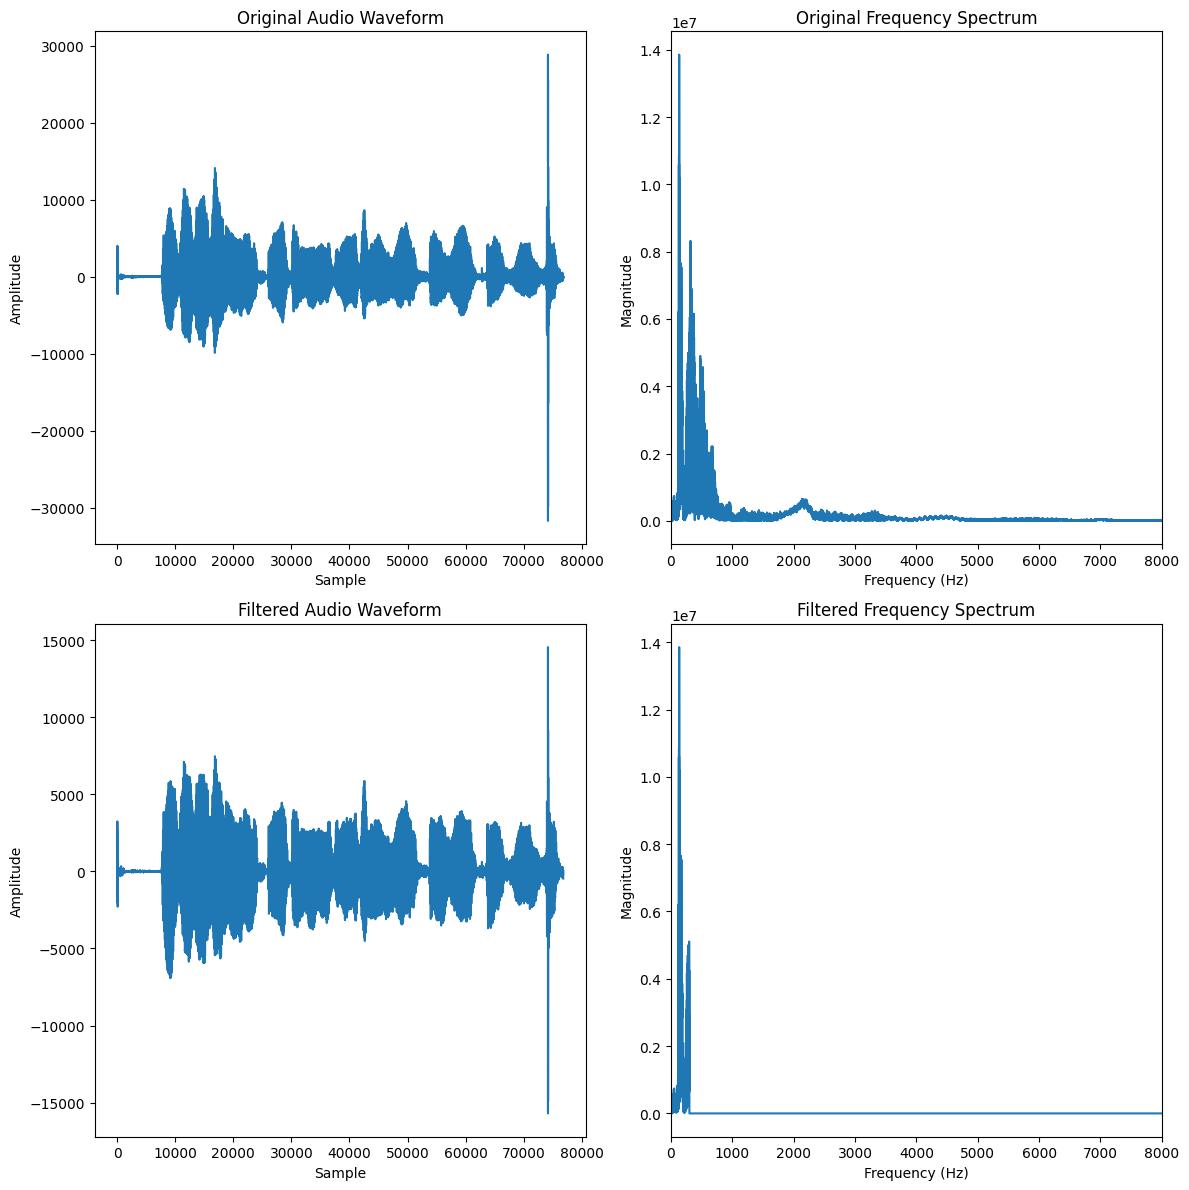 Original Audio Waveform
30000
20000
10000
0
−10000
−20000
−30000
Amplitude
0 10000 20000 30000 40000 50000 60000 70000 80000
Sample
Original Frequency Spectrum
1e7
1.4
1.2
1.0
0.8
0.6
0.4
0.2
0.0
Magnitude
0 1000 2000 3000 4000 5000 6000 7000 8000
Frequency (Hz)
Filtered Audio Waveform
15000
10000
5000
0
−5000
−10000
−15000
Amplitude
0 10000 20000 30000 40000 50000 60000 70000 80000
Sample
Filtered Frequency Spectrum
1e7
1.4
1.2
1.0
0.8
0.6
0.4
0.2
0.0
Magnitude
0 1000 2000 3000 4000 5000 6000 7000 8000
Frequency (Hz)